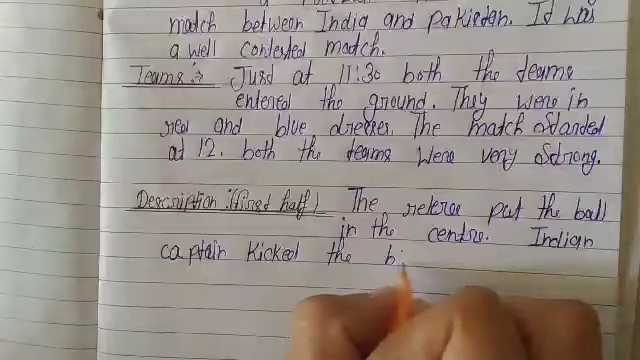 match between India and Pakistan. It was
a well contested match.
Teams :- Just at 11:30 both the teams
entered the ground. They were in
red and blue dresses. The match started
at 12. both the teams were very strong.
Description :(first half) The referee put the ball
in the centre. Indian
captain kicked the b